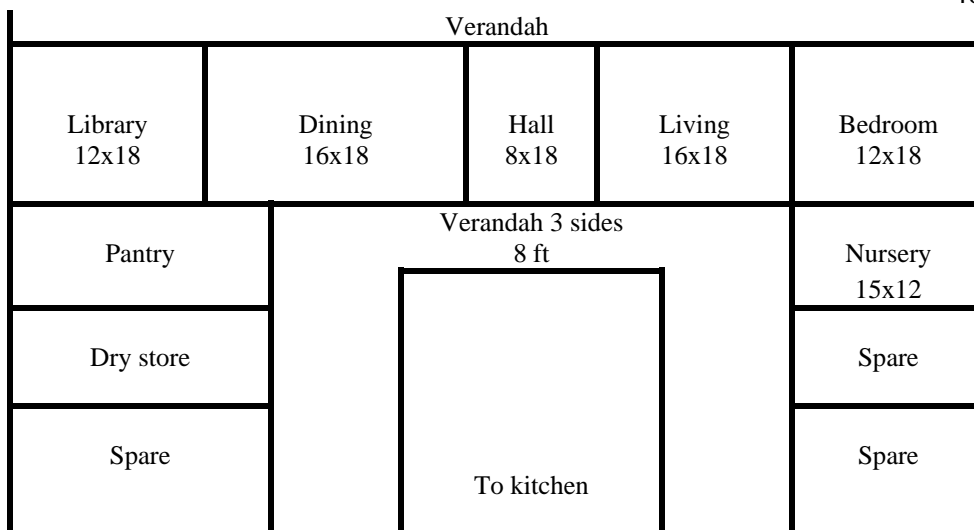 Verandah
Library
12x18
Dining
16x18
Hall
8x18
Living
16x18
Bedroom
12x18
Pantry
Verandah 3 sides
8 ft
Nursery
15x12
Dry store
Spare
Spare
Spare
To kitchen